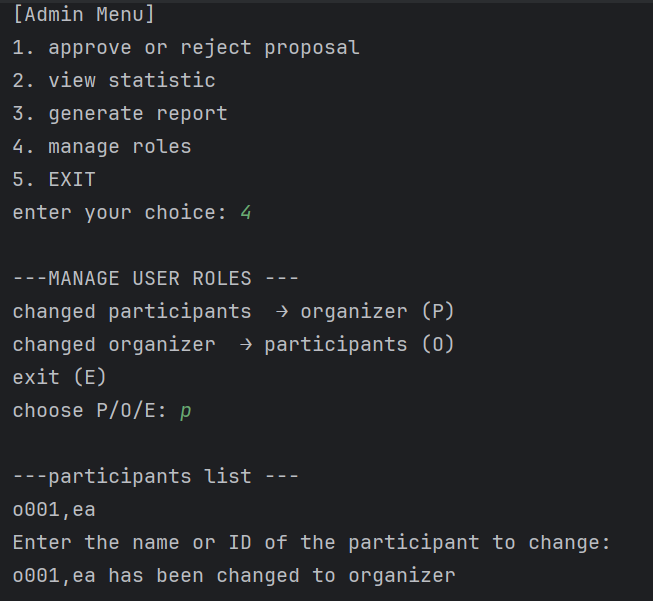 [Admin Menu]
1. approve or reject proposal
2. view statistic
3. generate report
4. manage roles
5. EXIT
enter your choice: 4
---MANAGE USER ROLES ---
changed participants  → organizer (P)
changed organizer  → participants (O)
exit (E)
choose P/O/E: p
---participants list ---
o001,ea
Enter the name or ID of the participant to change:
o001,ea has been changed to organizer